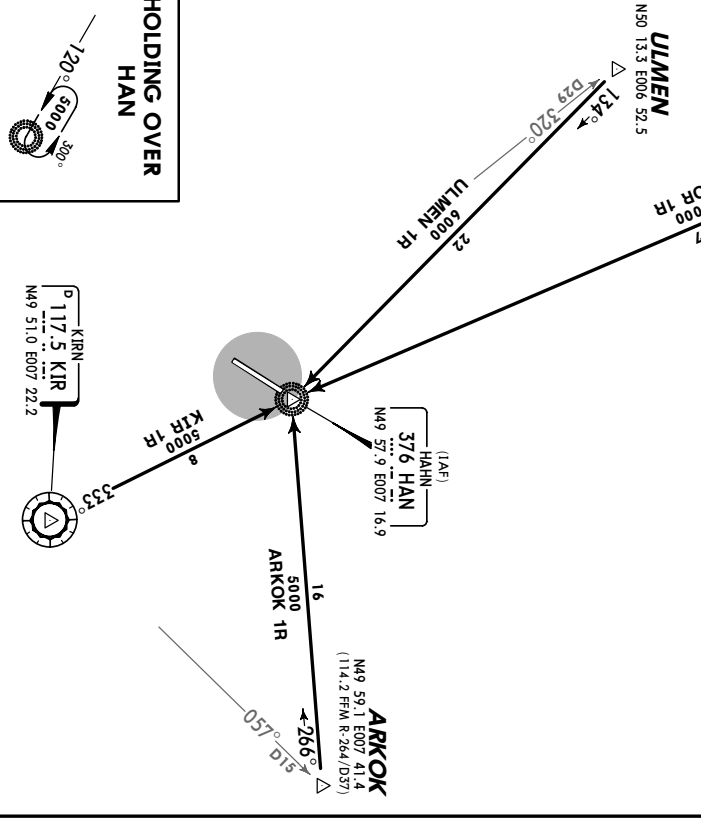 HOLDING OVER
HAN
120°
5000
300°
ULMEN
N50 13.3 E006 52.5
134°
D29
320°
ULMEN 1R
6000
22
OR 1R
000
(IAF)
HAHN
376 HAN
N49 57.9 E007 16.9
KIRN
D 117.5 KIR
N49 51.0 E007 22.2
333°
KIR 1R
5000
8
16
5000
ARKOK 1R
ARKOK
N49 59.1 E007 41.4
(114.2 FFM R-264/D37)
266°
057°
D15